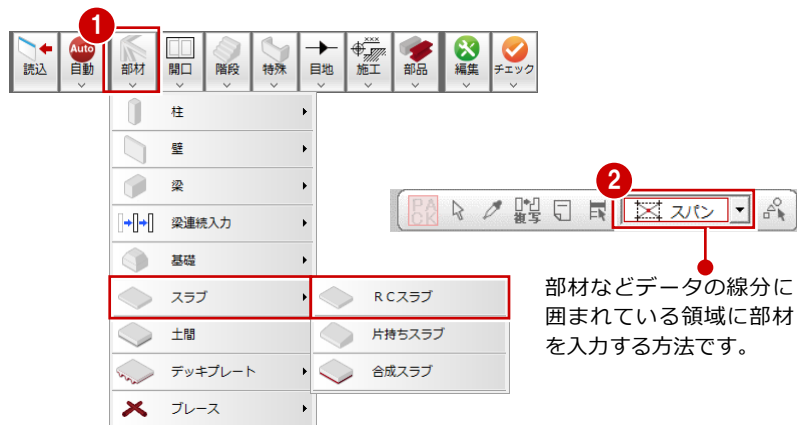 1
読込
Auto
自動
部材
開口
階段
特殊
目地
×××
施工
部品
編集
チェック
柱
壁
梁
梁連続入力
基礎
スラブ
土間
デッキプレート
ブレース
RCスラブ
片持ちスラブ
合成スラブ
2
PACK
複写
スパン
部材などデータの線分に
囲まれている領域に部材
を入力する方法です。